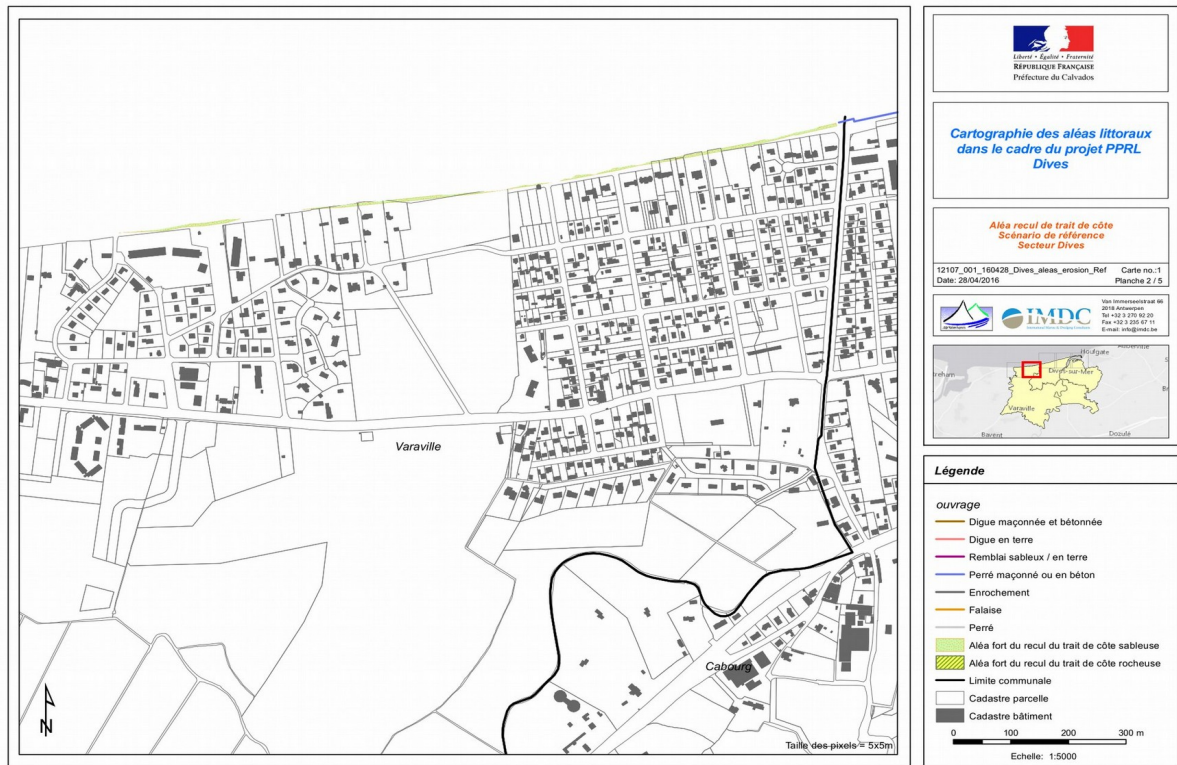 Varaville
Cabourg
N
Taille des pixels = 5x5m
Liberté • Égalité • Fraternité
RÉPUBLIQUE FRANÇAISE
Préfecture du Calvados
Cartographie des aléas littoraux
dans le cadre du projet PPRL
Dives
Aléa recul de trait de côte
Scénario de référence
Secteur Dives
12107_001_160428_Dives_aleas_erosion_Ref Carte no.:1
Date: 28/04/2016 Planche 2 / 5
IMDC
Van Immerseelstraat 66
2018 Antwerpen
Tel +32 3 270 92 20
Fax +32 3 235 67 11
E-mail: info@imdc.be
Houlgate
Dives-sur-Mer
Varaville
Bavent
Dozulé
Légende
ouvrage
Digue maçonnée et bétonnée
Digue en terre
Remblai sableux / en terre
Perré maçonné ou en béton
Enrochement
Falaise
Perré
Aléa fort du recul du trait de côte sableuse
Aléa fort du recul du trait de côte rocheuse
Limite communale
Cadastre parcelle
Cadastre bâtiment
0 100 200 300 m
Echelle: 1:5000